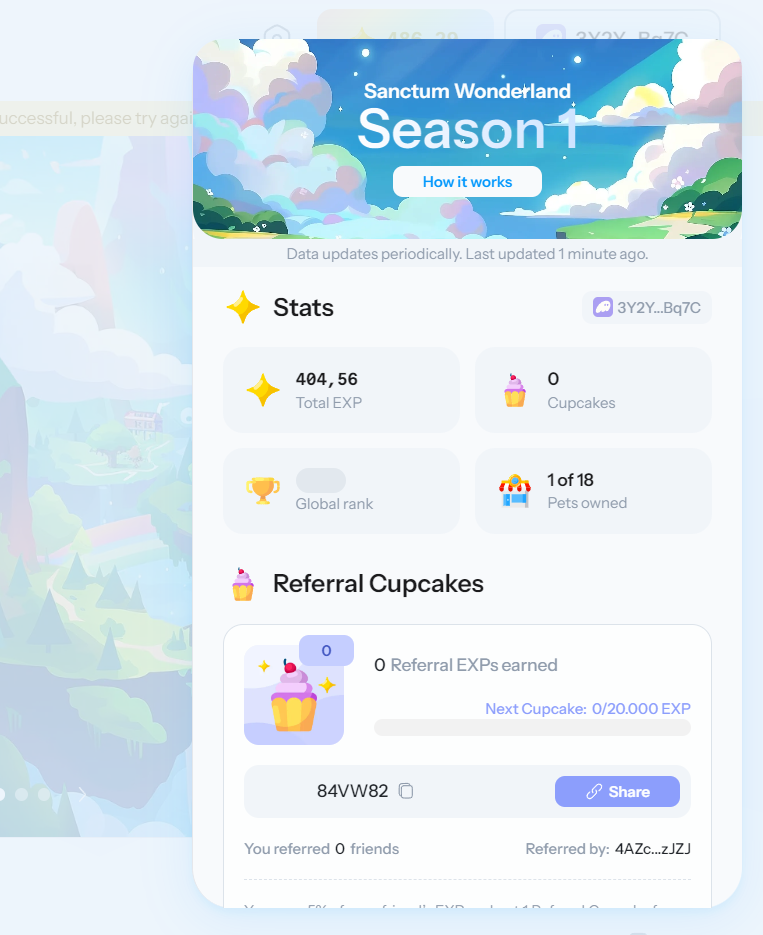 486,29
3Y2Y...Bq7C
uccessful, please try agai
Sanctum Wonderland
Season 1
How it works
Data updates periodically. Last updated 1 minute ago.
Stats
3Y2Y...Bq7C
404,56
Total EXP
0
Cupcakes
Global rank
1 of 18
Pets owned
Referral Cupcakes
0
0 Referral EXPs earned
Next Cupcake: 0/20.000 EXP
84VW82
Share
You referred 0 friends
Referred by: 4AZc...zJZJ